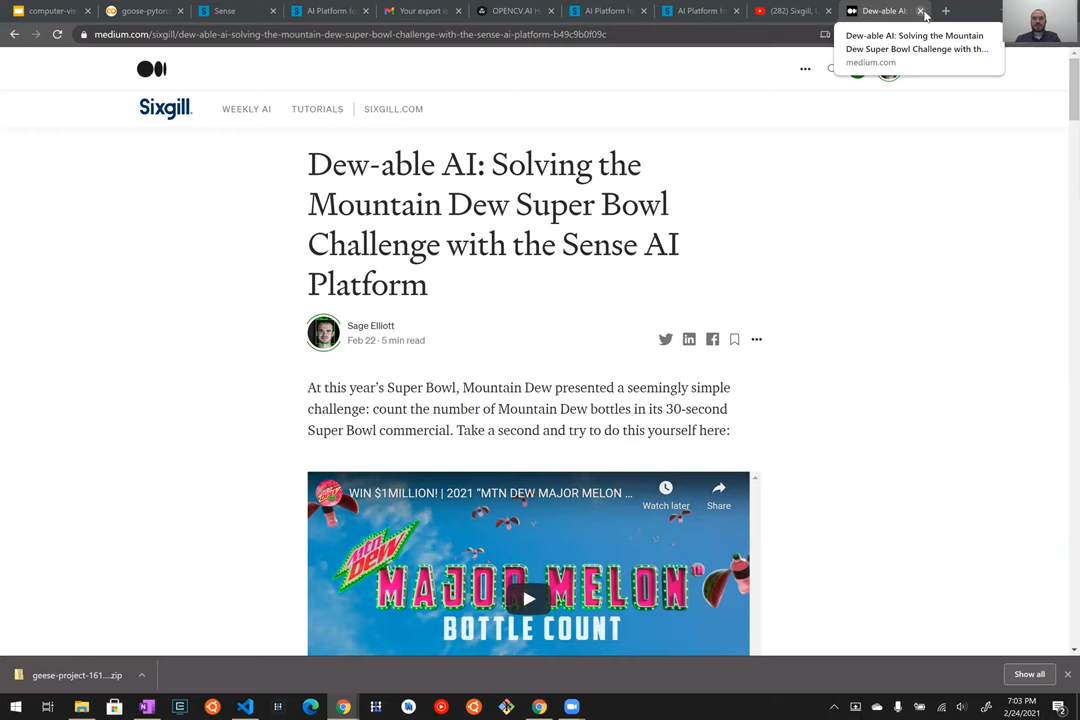 computer-vis
goose-pytorc
Sense
AI Platform fo
Your export i
OPENCV.AI H
AI Platform fo
AI Platform fo
(282) Sixgill, L
Dew-able AI:
medium.com/sixgill/dew-able-ai-solving-the-mountain-dew-super-bowl-challenge-with-the-sense-ai-platform-b49c9b0f09c
Dew-able AI: Solving the Mountain
Dew Super Bowl Challenge with th...
medium.com
Sixgill.
WEEKLY AI
TUTORIALS
SIXGILL.COM
Dew-able AI: Solving the
Mountain Dew Super Bowl
Challenge with the Sense AI
Platform
Sage Elliott
Feb 22 · 5 min read
At this year's Super Bowl, Mountain Dew presented a seemingly simple
challenge: count the number of Mountain Dew bottles in its 30-second
Super Bowl commercial. Take a second and try to do this yourself here:
WIN $1MILLION! | 2021 "MTN DEW MAJOR MELON ...
Watch later
Share
MTN
DEW
MAJOR MELON
BOTTLE COUNT
geese-project-161....zip
Show all
7:03 PM
2/24/2021